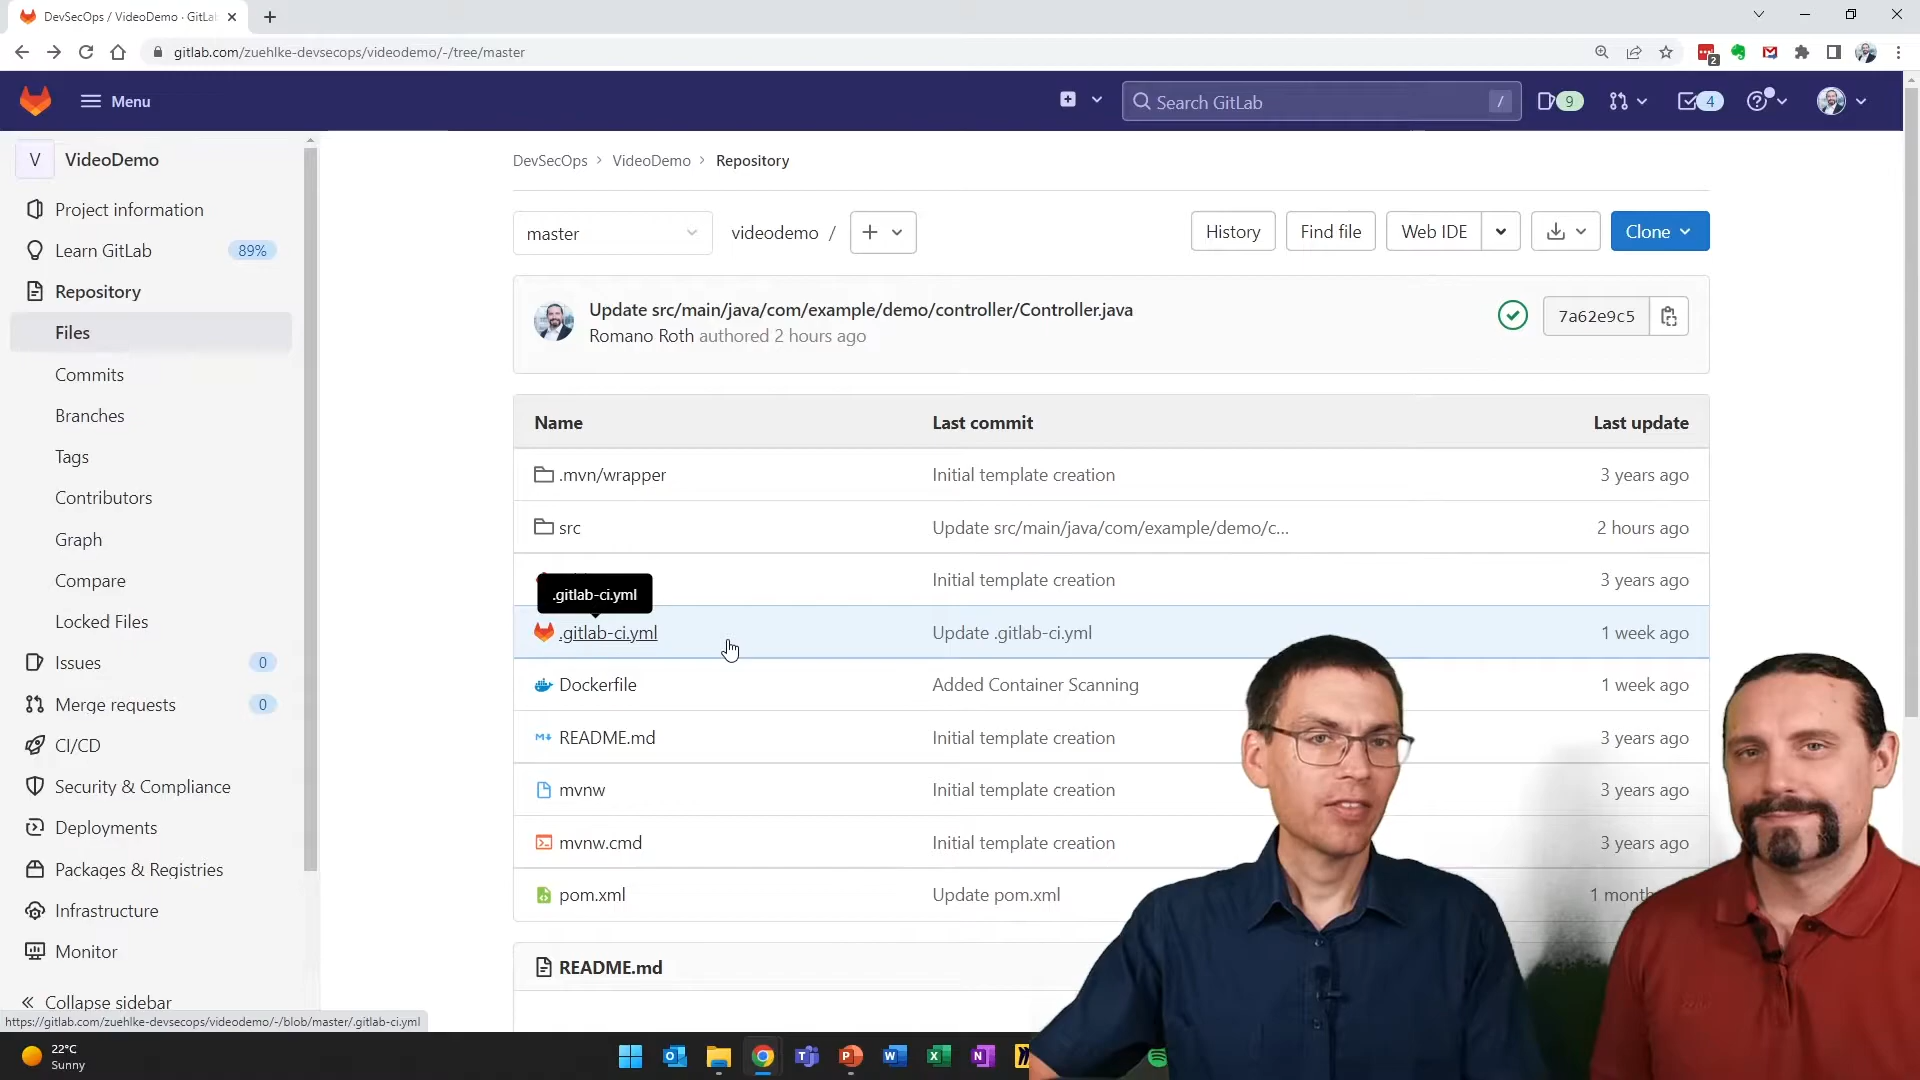 DevSecOps / VideoDemo · GitLa
gitlab.com/zuehlke-devsecops/videodemo/-/tree/master
2
Menu
Search GitLab
/
9
4
V
VideoDemo
Project information
Learn GitLab
89%
Repository
Files
Commits
Branches
Tags
Contributors
Graph
Compare
Locked Files
Issues
0
Merge requests
0
CI/CD
Security & Compliance
Deployments
Packages & Registries
Infrastructure
Monitor
Collapse sidebar
https://gitlab.com/zuehlke-devsecops/videodemo/-/blob/master/.gitlab-ci.yml
DevSecOps > VideoDemo > Repository
master
videodemo /
History
Find file
Web IDE
Clone
Update src/main/java/com/example/demo/controller/Controller.java
Romano Roth authored 2 hours ago
7a62e9c5
Name Last commit Last update
.mvn/wrapper Initial template creation 3 years ago
src Update src/main/java/com/example/demo/c... 2 hours ago
Initial template creation 3 years ago
.gitlab-ci.yml
.gitlab-ci.yml Update .gitlab-ci.yml 1 week ago
Dockerfile Added Container Scanning 1 week ago
README.md Initial template creation 3 years ago
mvnw Initial template creation 3 years ago
mvnw.cmd Initial template creation 3 years ago
pom.xml Update pom.xml 1 month
README.md
22°C
Sunny